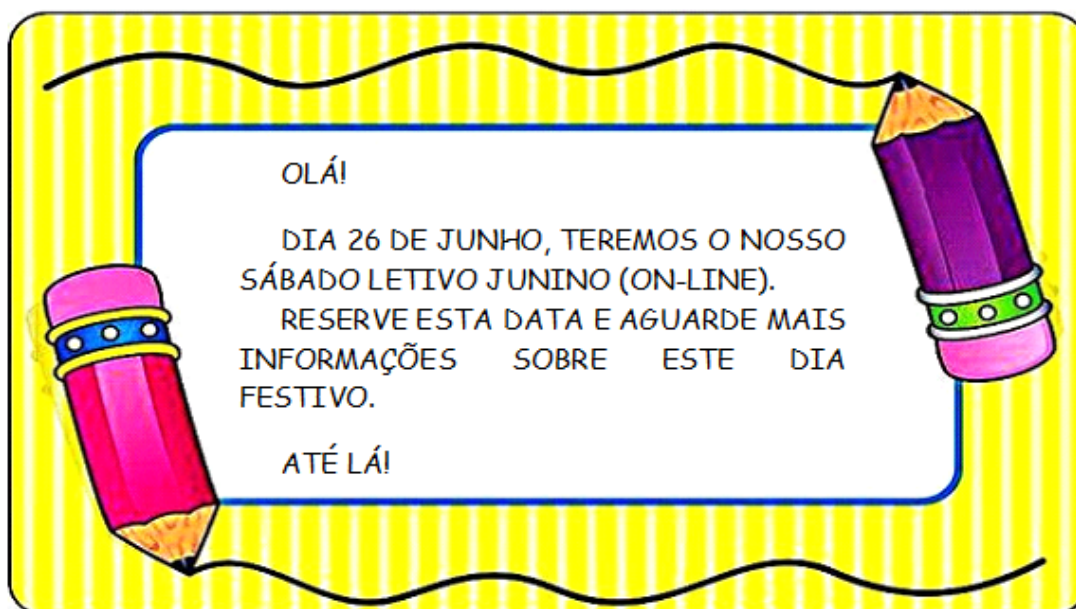 OLÁ!
DIA 26 DE JUNHO, TEREMOS O NOSSO
SÁBADO LETIVO JUNINO (ON-LINE).
RESERVE ESTA DATA E AGUARDE MAIS
INFORMAÇÕES SOBRE ESTE DIA
FESTIVO.
ATÉ LÁ!